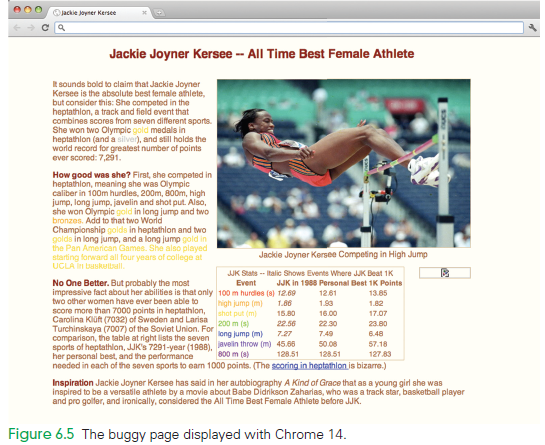 Jackie Joyner Kersee
Jackie Joyner Kersee -- All Time Best Female Athlete
It sounds bold to claim that Jackie Joyner
Kersee is the absolute best female athlete,
but consider this: She competed in the
heptathlon, a track and field event that
combines scores from seven different sports.
She won two Olympic gold medals in
heptathlon (and a silver), and still holds the
world record for greatest number of points
ever scored: 7,291.
How good was she? First, she competed in
heptathlon, meaning she was Olympic
caliber in 100m hurdles, 200m, 800m, high
jump, long jump, javelin and shot put. Also,
she won Olympic gold in long jump and two
bronzes. Add to that two World
Championship golds in heptathlon and two
golds in long jump, and a long jump gold in
the Pan American Games. She also played
starting forward all four years of college at
UCLA in basketball.
Jackie Joyner Kersee Competing in High Jump
No One Better. But probably the most
impressive fact about her abilities is that only
two other women have ever been able to
score more than 7000 points in heptathlon,
Carolina Klüft (7032) of Sweden and Larisa
Turchinskaya (7007) of the Soviet Union. For
comparison, the table at right lists the seven
sports of heptathlon, JJK's 7291-year (1988),
her personal best, and the performance
needed in each of the seven sports to earn 1000 points. (The scoring in heptathlon is bizarre.)
JJK Stats -- Italic Shows Events Where JJK Beat 1K
Event JJK in 1988 Personal Best 1K Points
100 m hurdles (s) 12.69 12.61 13.85
high jump (m) 1.86 1.93 1.82
shot put (m) 15.80 16.00 17.07
200 m (s) 22.56 22.30 23.80
long jump (m) 7.27 7.49 6.48
javelin throw (m) 45.66 50.08 57.18
800 m (s) 128.51 128.51 127.83
Inspiration Jackie Joyner Kersee has said in her autobiography A Kind of Grace that as a young girl she was
inspired to be a versatile athlete by a movie about Babe Didrikson Zaharias, who was a track star, basketball player
and pro golfer, and ironically, considered the All Time Best Female Athlete before JJK.
Figure 6.5 The buggy page displayed with Chrome 14.